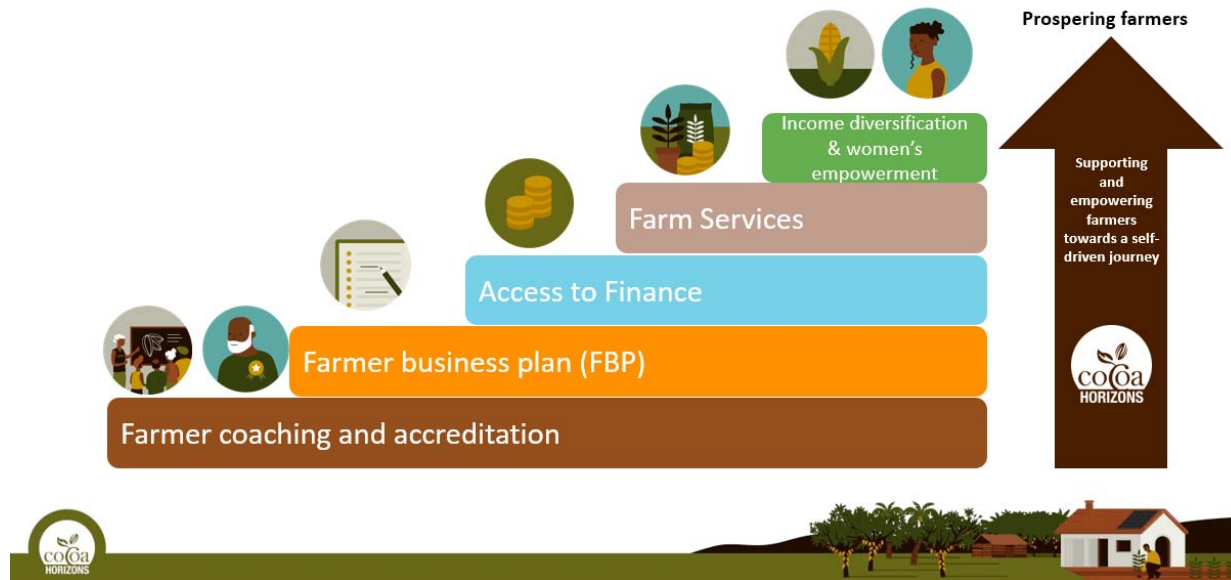 Prospering farmers
Income diversification
& women's
empowerment
Farm Services
Access to Finance
Farmer business plan (FBP)
Farmer coaching and accreditation
Supporting
and
empowering
farmers
towards a self-
driven journey
cocoa
HORIZONS
cocoa
HORIZONS